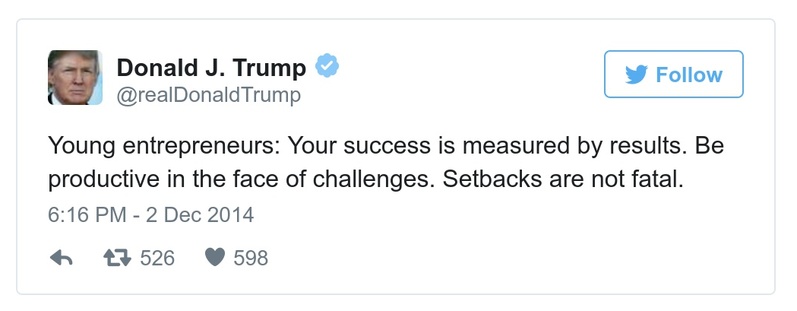 Donald J. Trump
@realDonaldTrump
Follow
Young entrepreneurs: Your success is measured by results. Be
productive in the face of challenges. Setbacks are not fatal.
6:16 PM - 2 Dec 2014
526 598